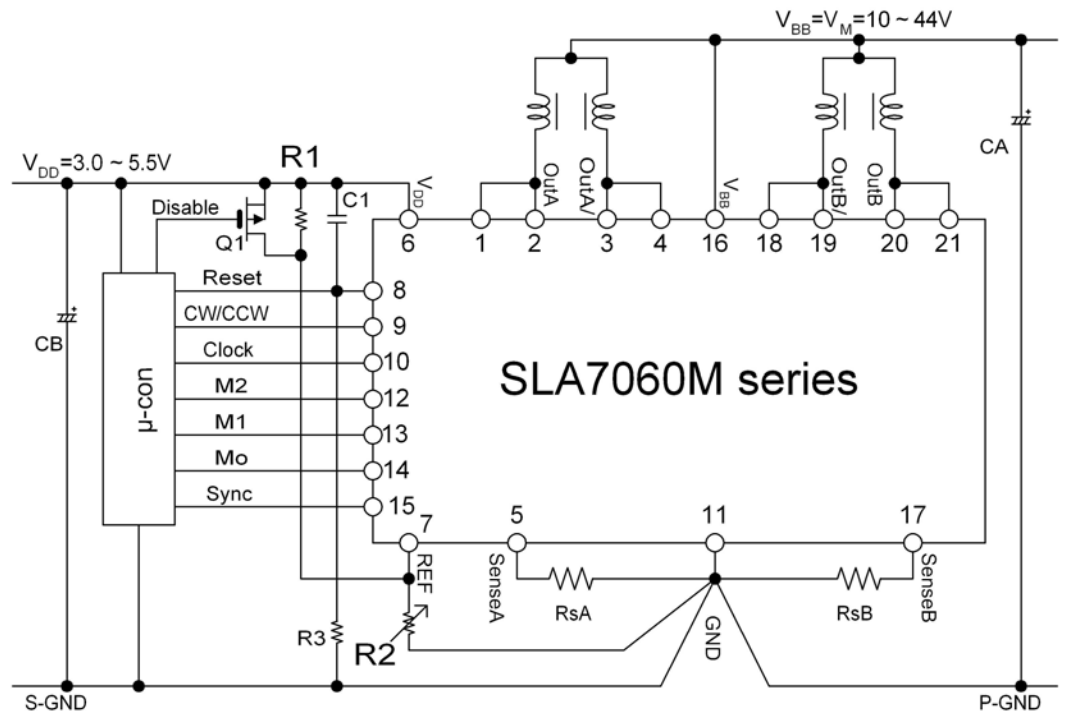 V_BB=V_M=10 ~ 44V
CA
V_DD=3.0 ~ 5.5V
R1
C1
V_DD
OutA
OutA/
V_BB
OutB/
OutB
Disable
Q1
6
1
2
3
4
16
18
19
20
21
Reset
8
CW/CCW
9
CB
Clock
10
SLA7060M series
μ-con
M2
12
M1
13
Mo
14
Sync
15
7
5
11
17
REF
SenseA
RsA
GND
RsB
SenseB
R3
R2
S-GND
P-GND